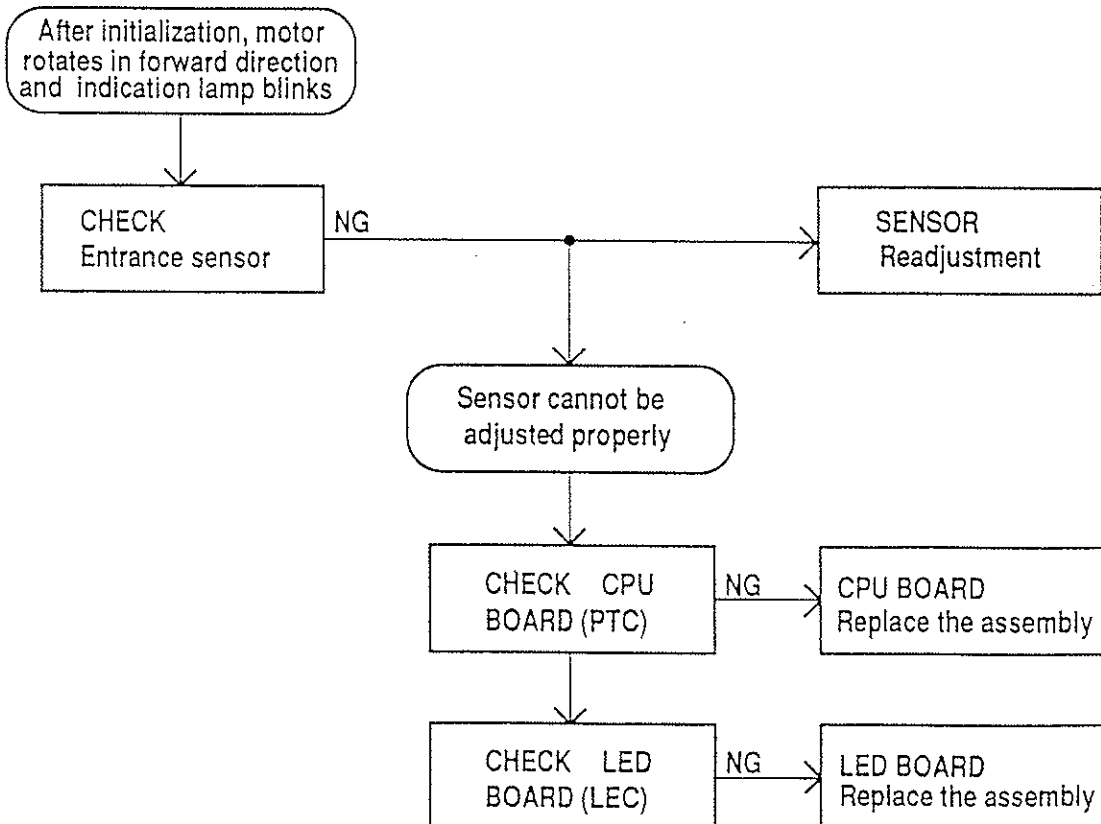 After initialization, motor
rotates in forward direction
and indication lamp blinks
CHECK
Entrance sensor
NG
SENSOR
Readjustment
Sensor cannot be
adjusted properly
CHECK CPU
BOARD (PTC)
NG
CPU BOARD
Replace the assembly
CHECK LED
BOARD (LEC)
NG
LED BOARD
Replace the assembly